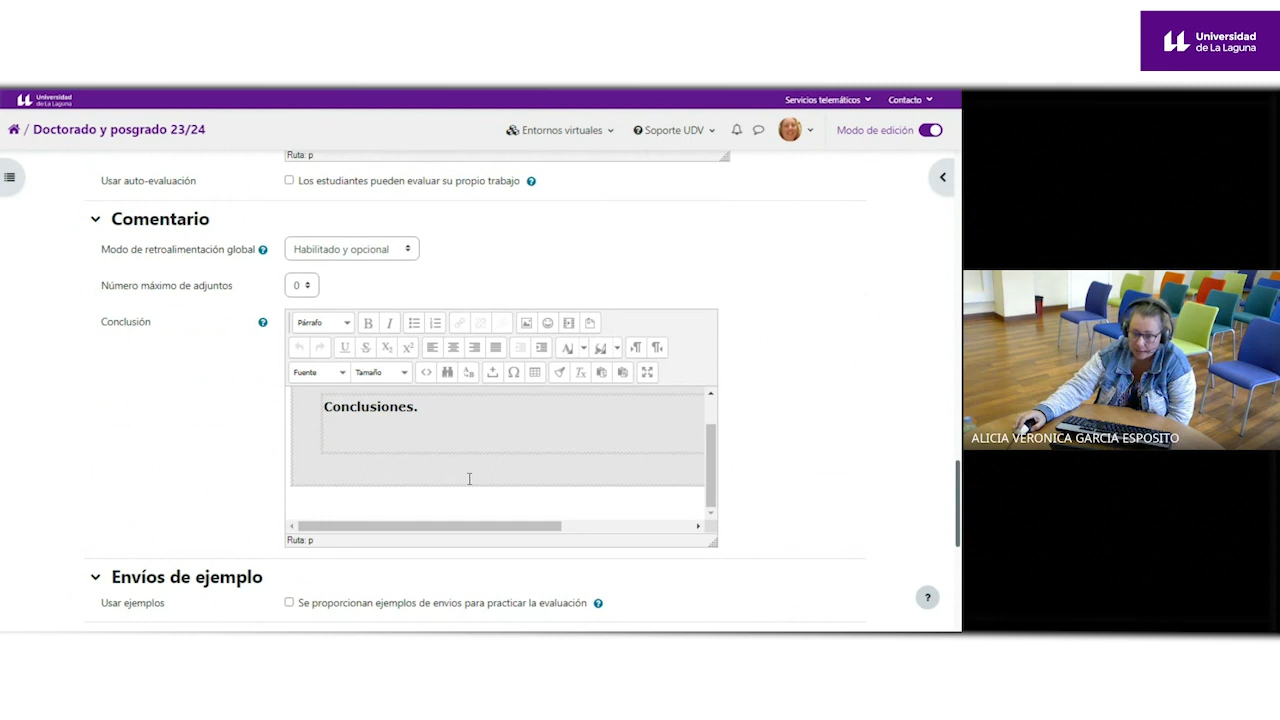 Universidad
de La Laguna
Universidad
de La Laguna
Servicios telemáticos
Contacto
/ Doctorado y posgrado 23/24
Entornos virtuales
Soporte UDV
Modo de edición
Ruta: p
Usar auto-evaluación
Los estudiantes pueden evaluar su propio trabajo
Comentario
Modo de retroalimentación global
Habilitado y opcional
Número máximo de adjuntos
0
Conclusión
Párrafo
Fuente
Tamaño
Conclusiones.
Ruta: p
Envíos de ejemplo
Usar ejemplos
Se proporcionan ejemplos de envios para practicar la evaluación
?
ALICIA VERONICA GARCIA ESPOSITO